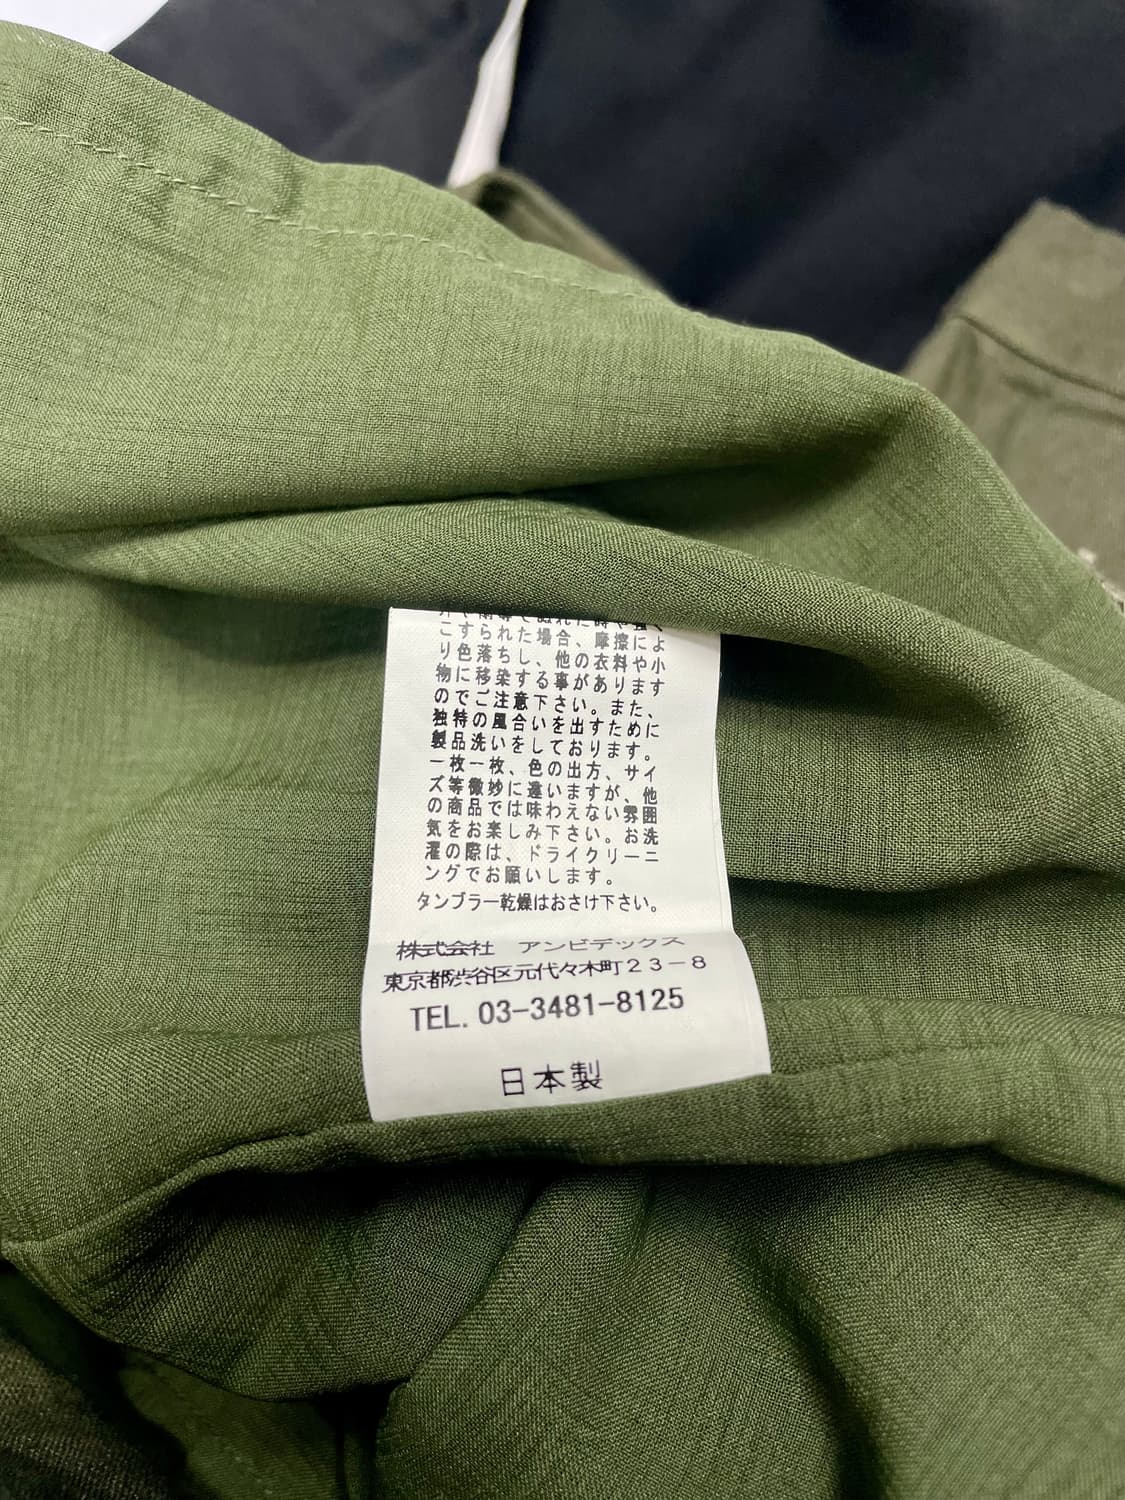 こすられた場合、摩擦によ
り色落ちし、他の衣料や小
物に移染する事があります
のでご注意下さい。また、
独特の風合いを出すために
製品洗いをしております。
一枚一枚、色の出方、サイ
ズ等微妙に違いますが、他
の商品では味わえない雰囲
気をお楽しみ下さい。お洗
濯の際は、ドライクリーニ
ングでお願いします。
タンブラー乾燥はおさけ下さい。
株式会社 アンビデックス
東京都渋谷区元代々木町23-8
TEL. 03-3481-8125
日本製